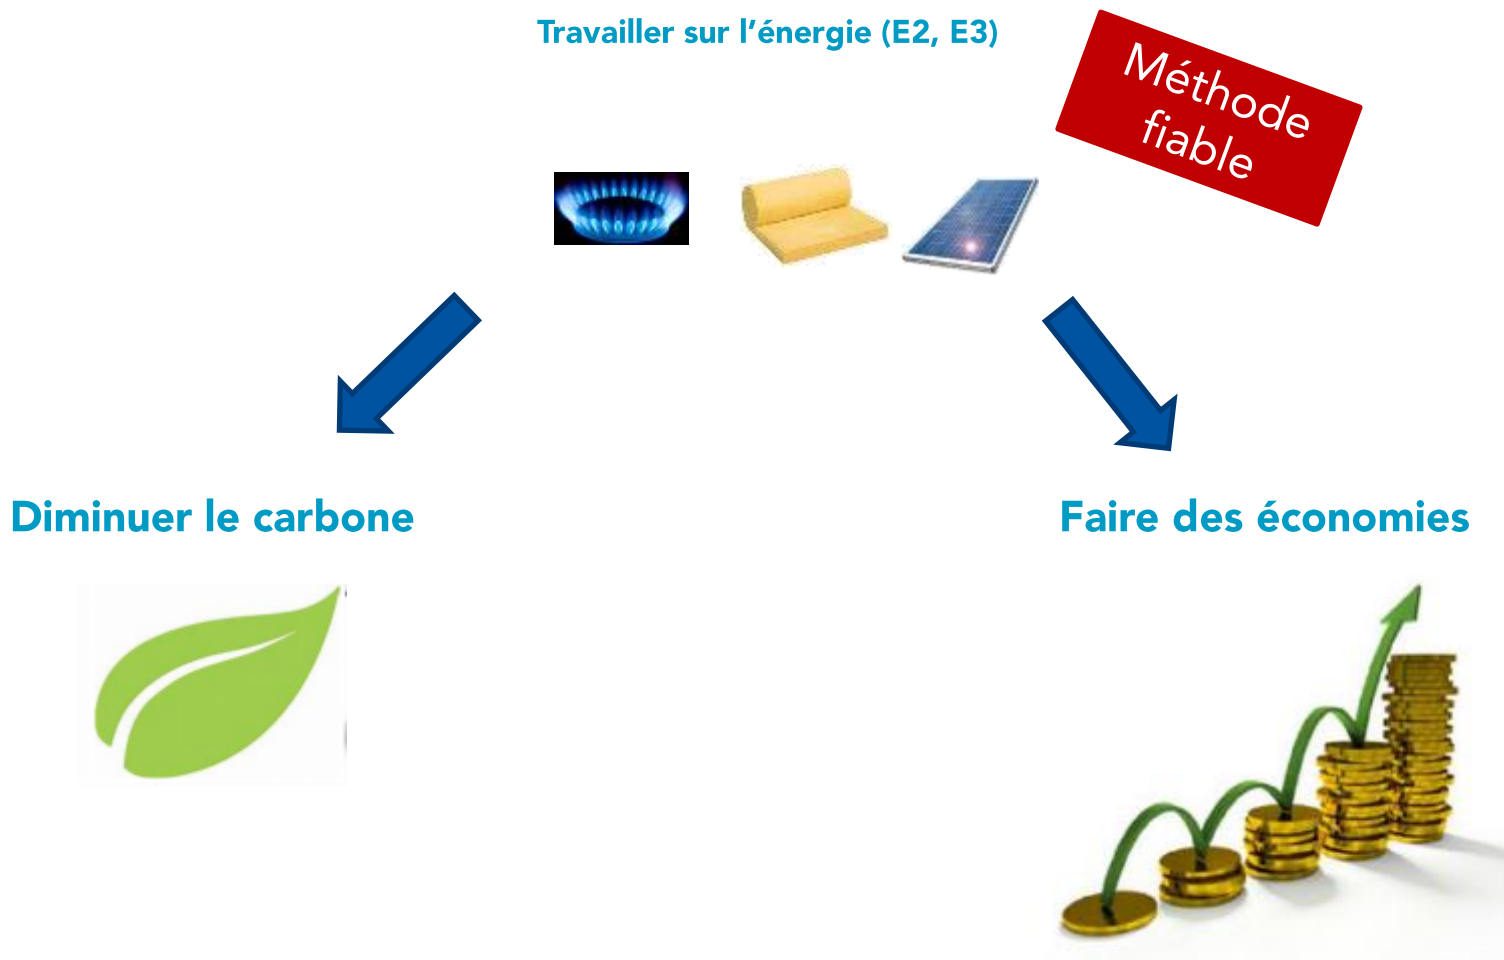 Travailler sur l’énergie (E2, E3)
Méthode
fiable
Diminuer le carbone
Faire des économies